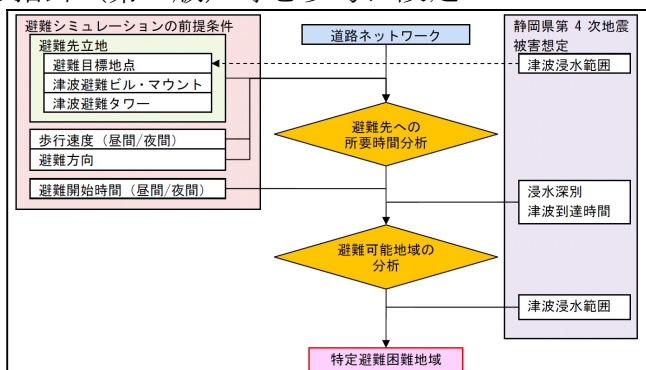 避難シミュレーションの前提条件
避難先立地
避難目標地点
津波避難ビル・マウント
津波避難タワー
歩行速度（昼間/夜間）
避難方向
避難開始時間（昼間/夜間）
道路ネットワーク
避難先への
所要時間分析
避難可能地域の
分析
特定避難困難地域
静岡県第 4 次地震
被害想定
津波浸水範囲
浸水深別
津波到達時間
津波浸水範囲